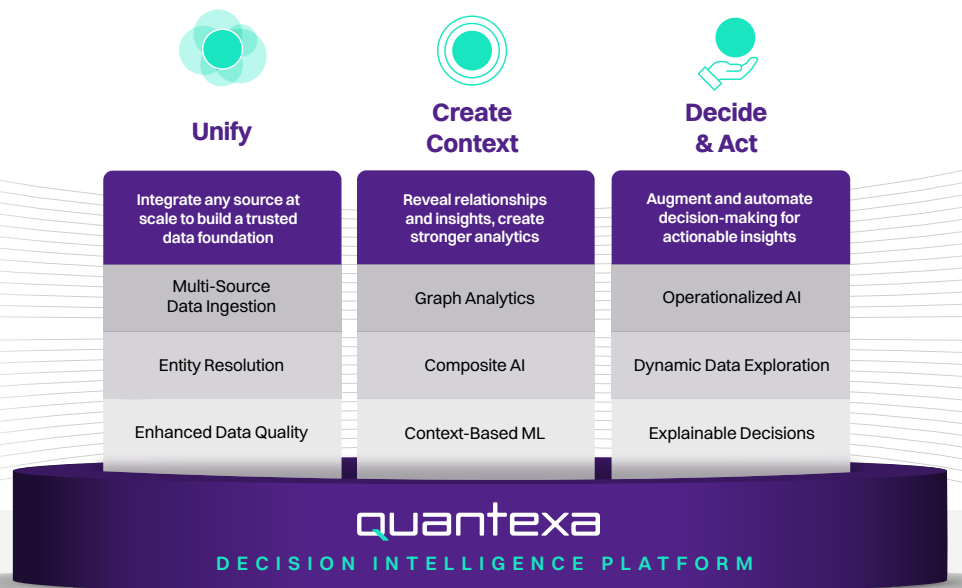 Unify
Integrate any source at
scale to build a trusted
data foundation
Multi-Source
Data Ingestion
Entity Resolution
Enhanced Data Quality
Create
Context
Reveal relationships
and insights, create
stronger analytics
Graph Analytics
Composite AI
Context-Based ML
Decide
& Act
Augment and automate
decision-making for
actionable insights
Operationalized AI
Dynamic Data Exploration
Explainable Decisions
quantexa
DECISION INTELLIGENCE PLATFORM